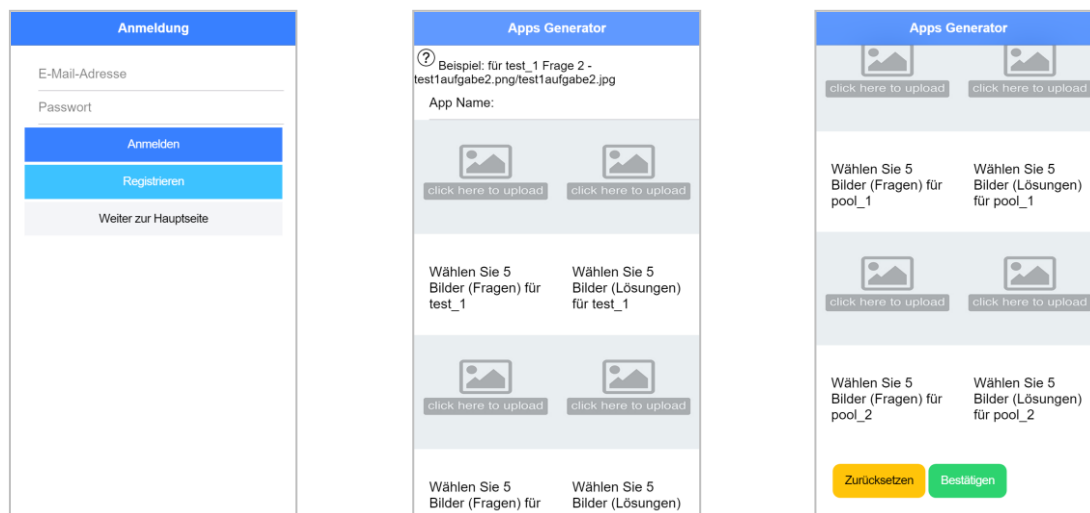 Anmeldung
E-Mail-Adresse
Passwort
Anmelden
Registrieren
Weiter zur Hauptseite
Apps Generator
? Beispiel: für test_1 Frage 2 -
test1aufgabe2.png/test1aufgabe2.jpg
App Name:
click here to upload
click here to upload
Wählen Sie 5
Bilder (Fragen) für
test_1
Wählen Sie 5
Bilder (Lösungen)
für test_1
click here to upload
click here to upload
Wählen Sie 5
Bilder (Fragen) für
Wählen Sie 5
Bilder (Lösungen)
Apps Generator
click here to upload
click here to upload
Wählen Sie 5
Bilder (Fragen) für
pool_1
Wählen Sie 5
Bilder (Lösungen)
für pool_1
click here to upload
click here to upload
Wählen Sie 5
Bilder (Fragen) für
pool_2
Wählen Sie 5
Bilder (Lösungen)
für pool_2
Zurücksetzen
Bestätigen